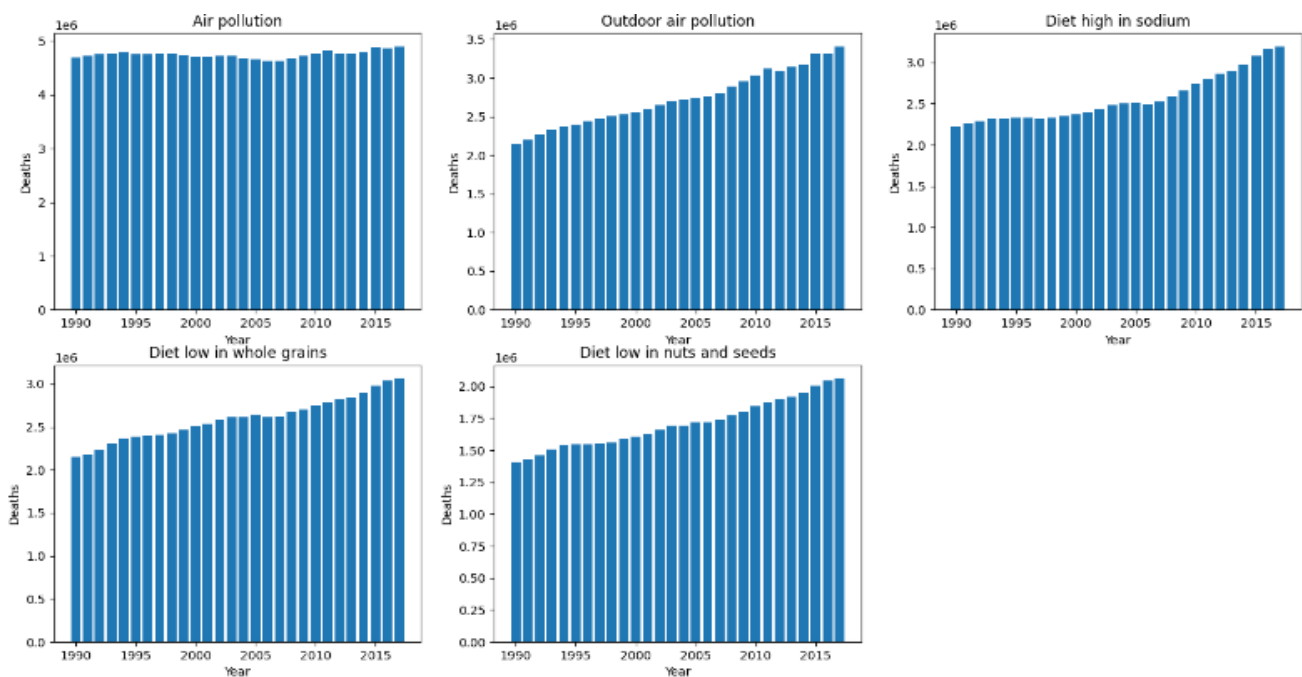 Air pollution
1e6
5
4
3
2
1
0
Deaths
1990 1995 2000 2005 2010 2015
Year
Outdoor air pollution
1e6
3.5
3.0
2.5
2.0
1.5
1.0
0.5
0.0
Deaths
1990 1995 2000 2005 2010 2015
Year
Diet high in sodium
1e6
3.0
2.5
2.0
1.5
1.0
0.5
0.0
Deaths
1990 1995 2000 2005 2010 2015
Year
Diet low in whole grains
1e6
3.0
2.5
2.0
1.5
1.0
0.5
0.0
Deaths
1990 1995 2000 2005 2010 2015
Year
Diet low in nuts and seeds
1e6
2.00
1.75
1.50
1.25
1.00
0.75
0.50
0.25
0.00
Deaths
1990 1995 2000 2005 2010 2015
Year